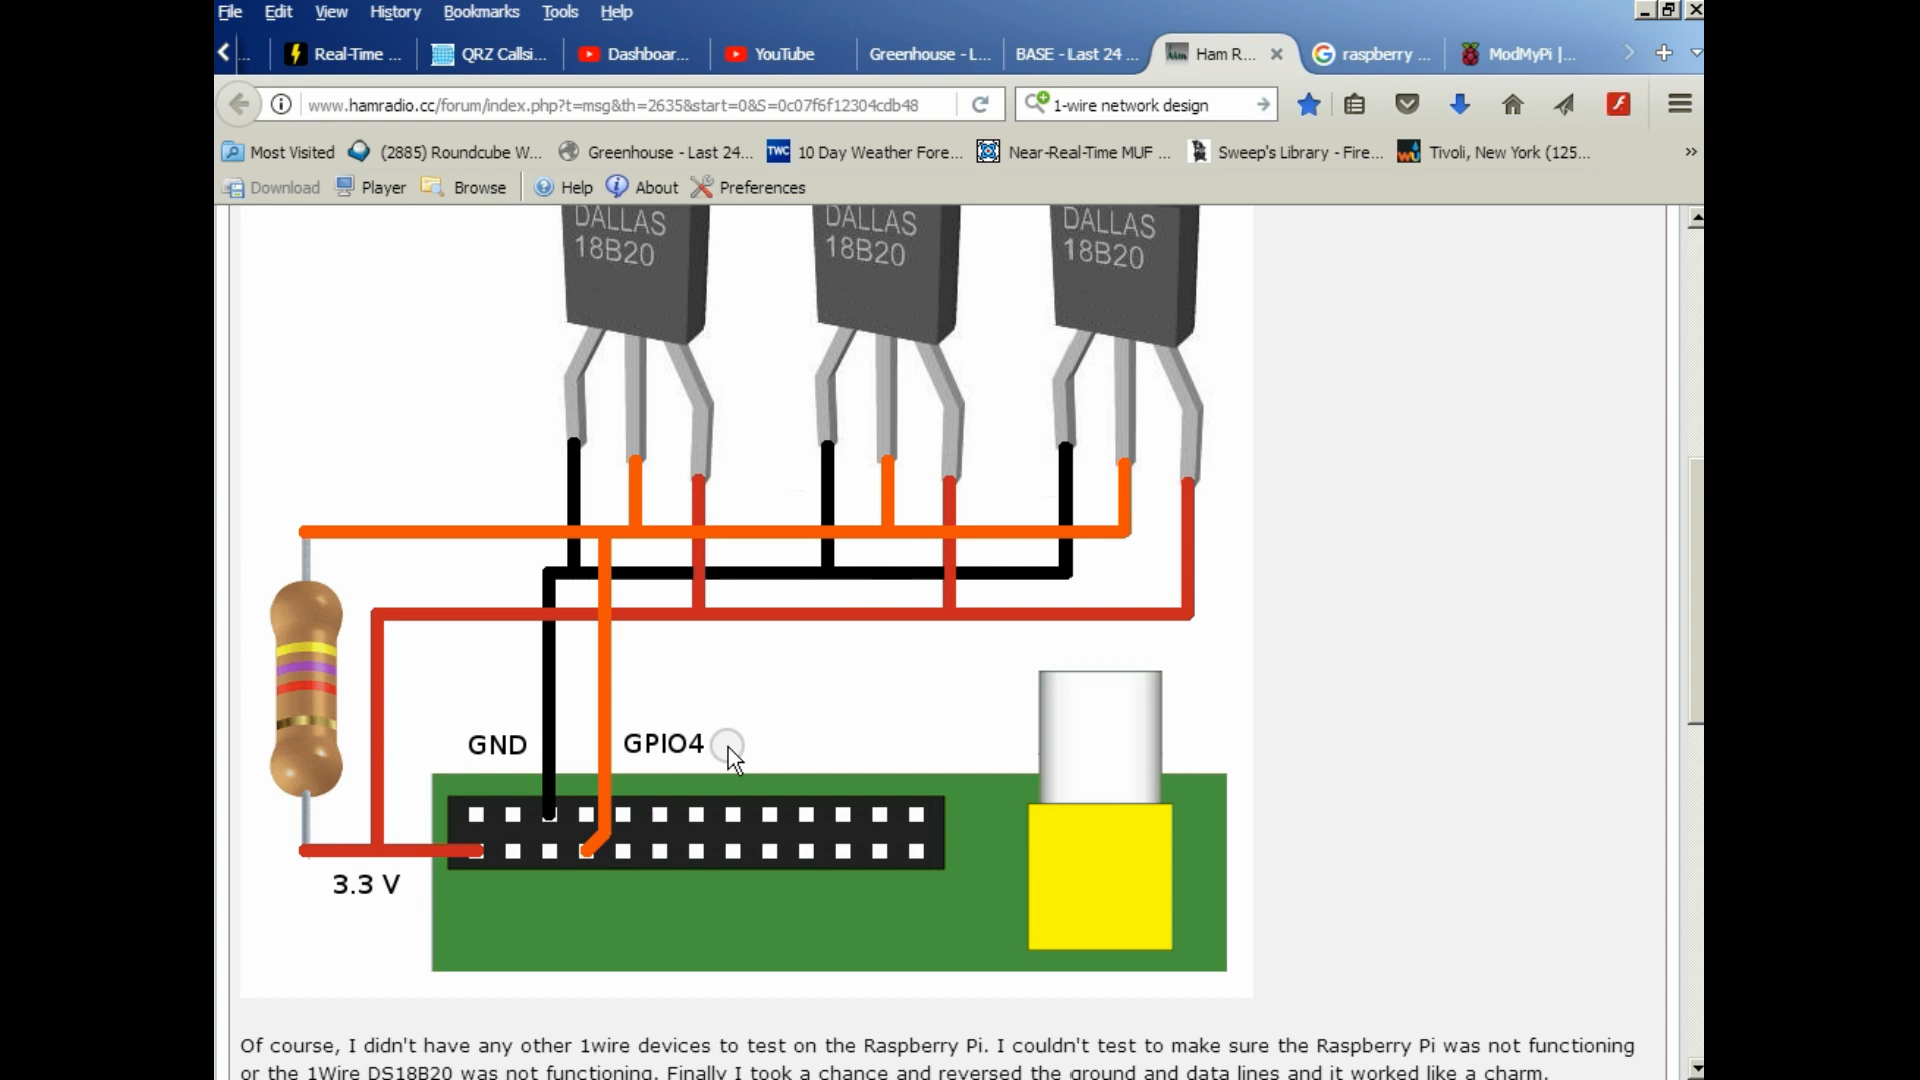 File Edit View History Bookmarks Tools Help
... Real-Time ... QRZ Callsi... Dashboar... YouTube Greenhouse - L... BASE - Last 24 ... Ham R... raspberry ... ModMyPi |...
www.hamradio.cc/forum/index.php?t=msg&th=2635&start=0&S=0c07f6f12304cdb48 1-wire network design
Most Visited (2885) Roundcube W... Greenhouse - Last 24... TWC 10 Day Weather Fore... Near-Real-Time MUF ... Sweep's Library - Fire... Tivoli, New York (125... »
Download Player Browse Help About Preferences
DALLAS DALLAS DALLAS
18B20 18B20 18B20
GND GPIO4
3.3 V
Of course, I didn't have any other 1wire devices to test on the Raspberry Pi. I couldn't test to make sure the Raspberry Pi was not functioning
or the 1Wire DS18B20 was not functioning. Finally I took a chance and reversed the ground and data lines and it worked like a charm.